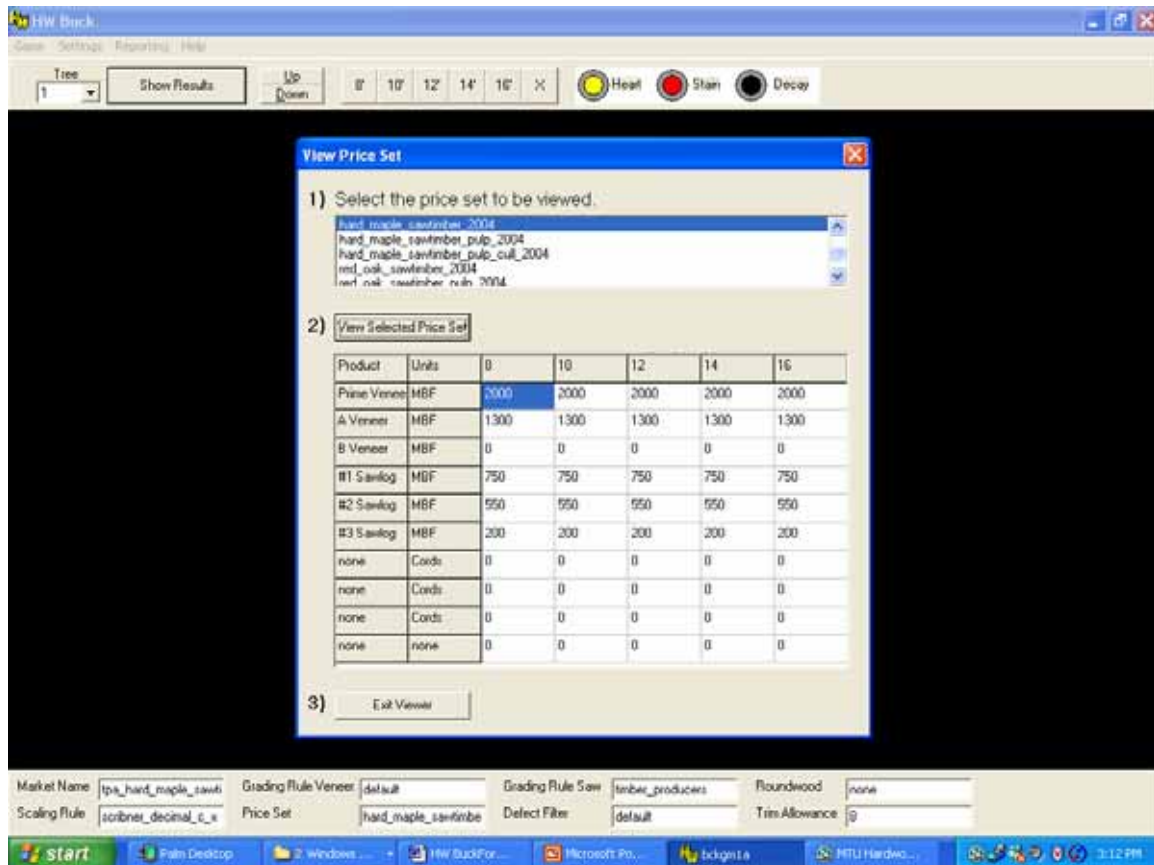 HW Buck
Game Settings Reporting Help
Tree
1
Show Results
Up
Down
8' 10' 12' 14' 16' X
Heart Stain Decay
View Price Set
1) Select the price set to be viewed.
hard_maple_sawtimber_2004
hard_maple_sawtimber_pulp_2004
hard_maple_sawtimber_pulp_cull_2004
red_oak_sawtimber_2004
red_oak_sawtimber_pulp_2004
2) View Selected Price Set
Product Units 8 10 12 14 16
Prime Venee MBF 2000 2000 2000 2000 2000
A Veneer MBF 1300 1300 1300 1300 1300
B Veneer MBF 0 0 0 0 0
#1 Sawlog MBF 750 750 750 750 750
#2 Sawlog MBF 550 550 550 550 550
#3 Sawlog MBF 200 200 200 200 200
none Cords 0 0 0 0 0
none Cords 0 0 0 0 0
none Cords 0 0 0 0 0
none none 0 0 0 0 0
3) Exit Viewer
Market Name tpa_hard_maple_sawti Grading Rule Veneer default Grading Rule Saw timber_producers Roundwood none
Scaling Rule scribner_decimal_c_x Price Set hard_maple_sawtimbe Defect Filter default Trim Allowance 8
start Palm Desktop 2 Windows ... HW BuckFor... Microsoft Po... bckgm1a MTU Hardwo... 3:12 PM